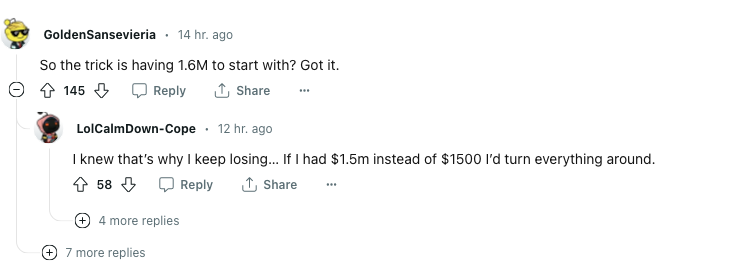 GoldenSansevieria · 14 hr. ago
So the trick is having 1.6M to start with? Got it.
145 Reply Share ···
LolCalmDown-Cope · 12 hr. ago
I knew that's why I keep losing... If I had $1.5m instead of $1500 I'd turn everything around.
58 Reply Share ···
4 more replies
7 more replies